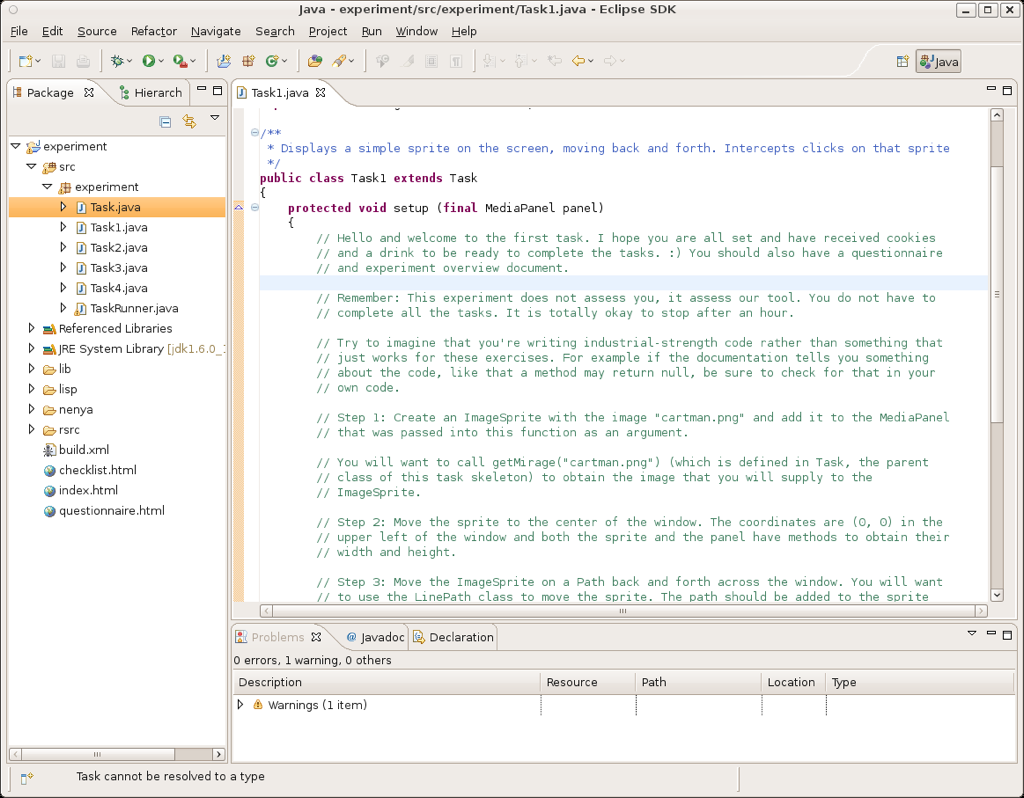 Java - experiment/src/experiment/Task1.java - Eclipse SDK
File Edit Source Refactor Navigate Search Project Run Window Help
Java
Package
Hierarch
Task1.java
experiment
src
experiment
Task.java
Task1.java
Task2.java
Task3.java
Task4.java
TaskRunner.java
Referenced Libraries
JRE System Library [jdk1.6.0_
lib
lisp
nenya
rsrc
build.xml
checklist.html
index.html
questionnaire.html
/**
* Displays a simple sprite on the screen, moving back and forth. Intercepts clicks on that sprite
*/
public class Task1 extends Task
{
protected void setup (final MediaPanel panel)
{
// Hello and welcome to the first task. I hope you are all set and have received cookies
// and a drink to be ready to complete the tasks. :) You should also have a questionnaire
// and experiment overview document.
// Remember: This experiment does not assess you, it assess our tool. You do not have to
// complete all the tasks. It is totally okay to stop after an hour.
// Try to imagine that you're writing industrial-strength code rather than something that
// just works for these exercises. For example if the documentation tells you something
// about the code, like that a method may return null, be sure to check for that in your
// own code.
// Step 1: Create an ImageSprite with the image "cartman.png" and add it to the MediaPanel
// that was passed into this function as an argument.
// You will want to call getMirage("cartman.png") (which is defined in Task, the parent
// class of this task skeleton) to obtain the image that you will supply to the
// ImageSprite.
// Step 2: Move the sprite to the center of the window. The coordinates are (0, 0) in the
// upper left of the window and both the sprite and the panel have methods to obtain their
// width and height.
// Step 3: Move the ImageSprite on a Path back and forth across the window. You will want
// to use the LinePath class to move the sprite. The path should be added to the sprite
Problems
@ Javadoc
Declaration
0 errors, 1 warning, 0 others
Description Resource Path Location Type
Warnings (1 item)
Task cannot be resolved to a type